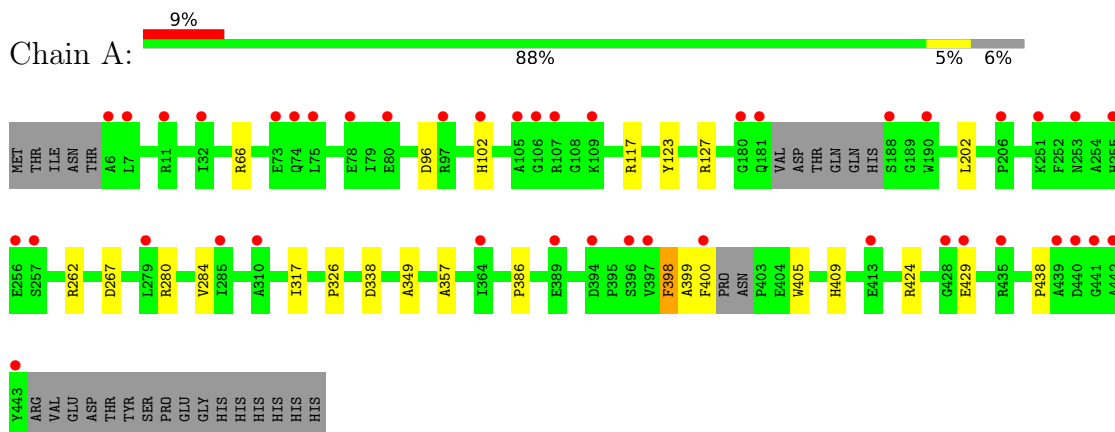 9%
Chain A:
88% 5% 6%
MET THR ILE ASN THR A6 L7 R11 I32 R66 E73 Q74 L75 E78 I79 E80 D96 R97 H102 A105 G106 R107 G108 K109 R117 Y123 R127 G180 Q181 VAL ASP THR GLN GLN HIS S188 G189 W190 L202 P206 K251 F252 N253 A254 H255
E256 S257 R262 D267 L279 R280 V284 I285 A310 I317 P326 D338 A349 A357 I364 P386 E389 D394 P395 S396 V397 F398 A399 F400 PRO ASN P403 E404 W405 H409 E413 R424 G428 E429 R435 P438 A439 D440 G441 A442
Y443 ARG VAL GLU ASP THR TYR SER PRO GLU GLY HIS HIS HIS HIS HIS HIS